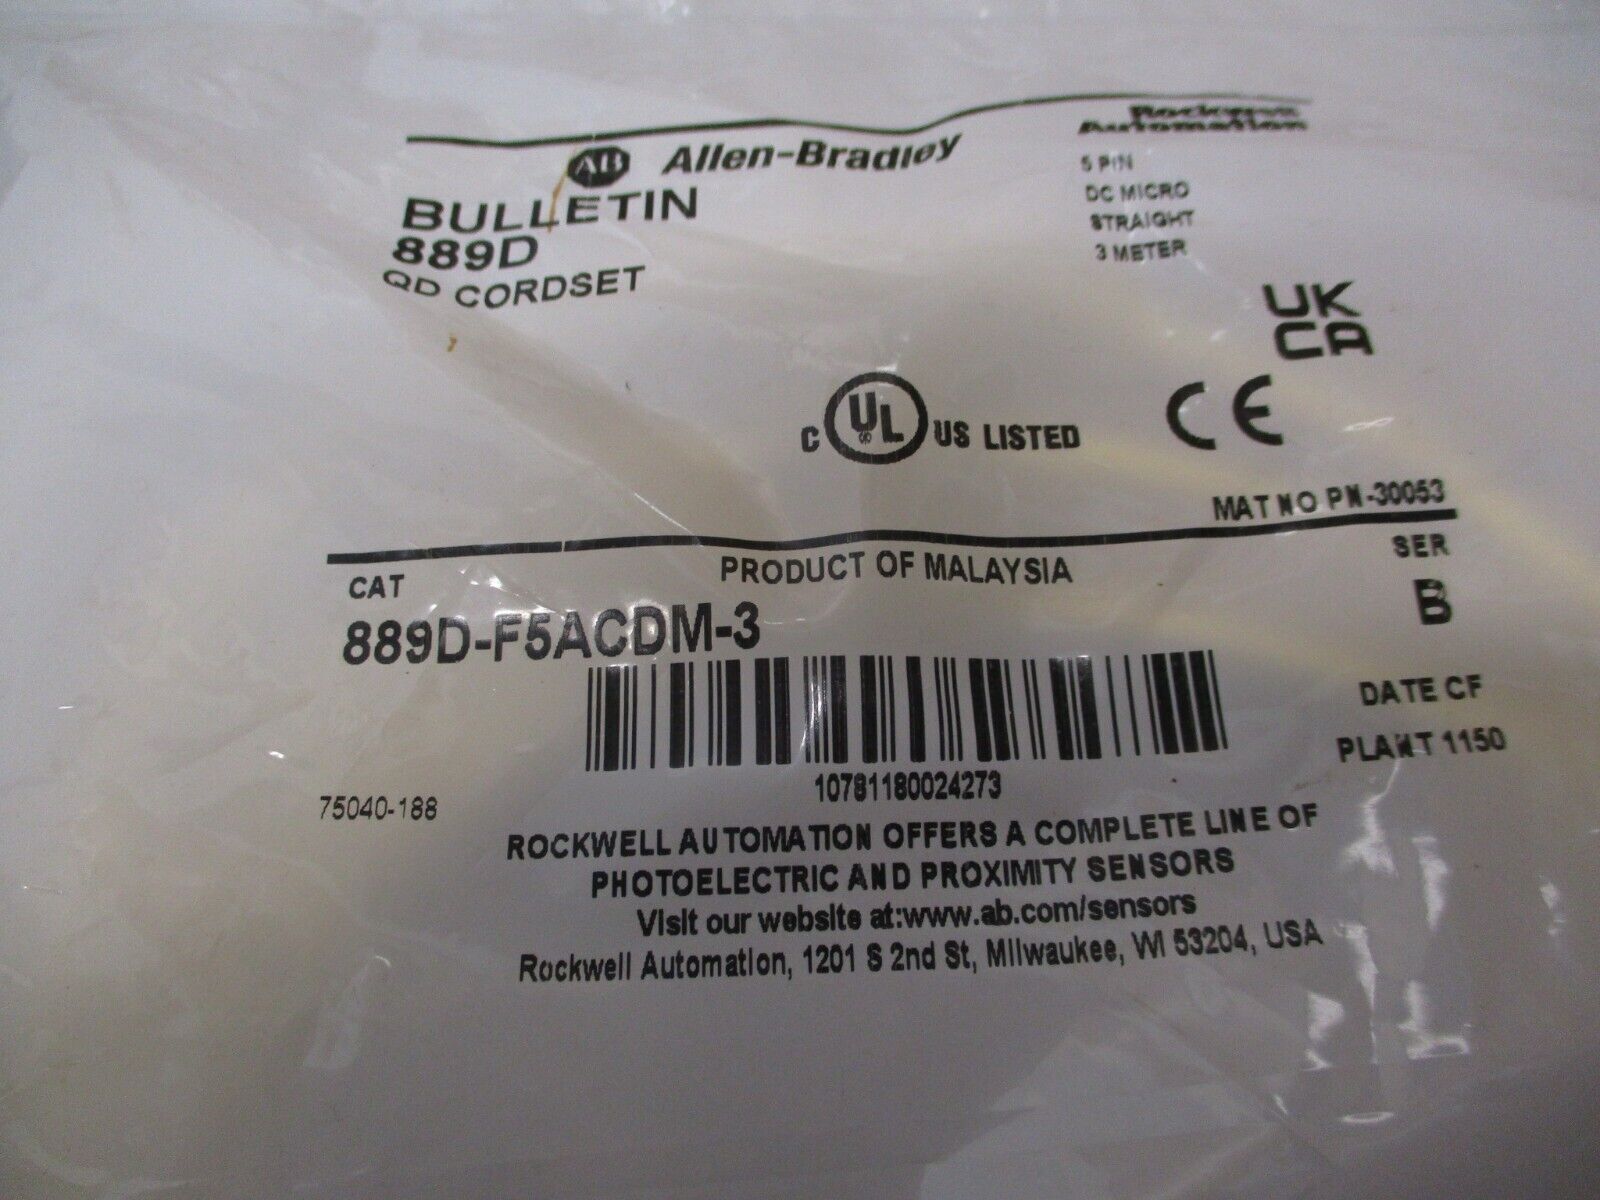 Rockwell
Automation
AB Allen-Bradley
BULLETIN
889D
QD CORDSET
5 PIN
DC MICRO
STRAIGHT
3 METER
UK
CA
C UL US LISTED
CE
MAT NO PN-30053
CAT
PRODUCT OF MALAYSIA
SER
889D-F5ACDM-3
B
DATE CF
PLANT 1150
10781180024273
75040-188
ROCKWELL AUTOMATION OFFERS A COMPLETE LINE OF
PHOTOELECTRIC AND PROXIMITY SENSORS
Visit our website at:www.ab.com/sensors
Rockwell Automation, 1201 S 2nd St, Milwaukee, WI 53204, USA